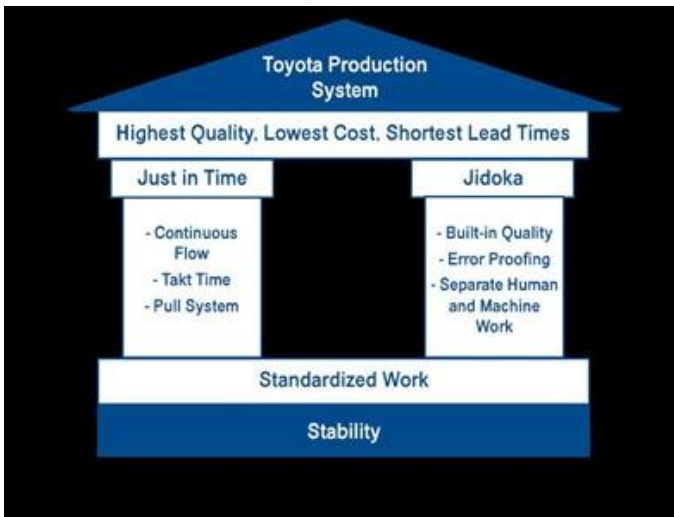 Toyota Production
System
Highest Quality, Lowest Cost, Shortest Lead Times
Just in Time
Jidoka
- Continuous
Flow
- Takt Time
- Pull System
- Built-in Quality
- Error Proofing
- Separate Human
and Machine
Work
Standardized Work
Stability